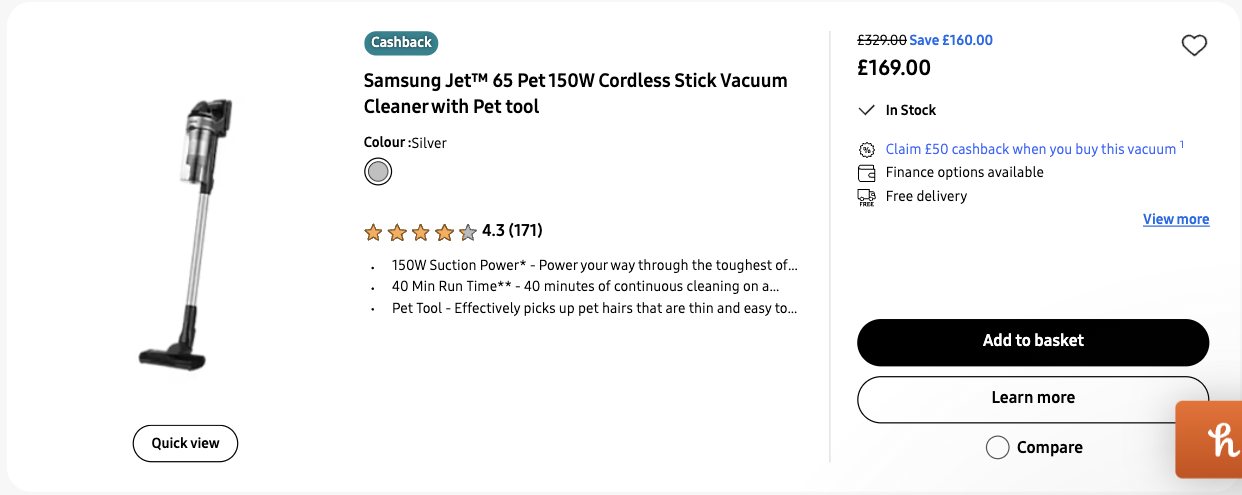 Cashback
Samsung Jet™ 65 Pet 150W Cordless Stick Vacuum
Cleaner with Pet tool
Colour :Silver
4.3 (171)
150W Suction Power* - Power your way through the toughest of...
40 Min Run Time** - 40 minutes of continuous cleaning on a...
Pet Tool - Effectively picks up pet hairs that are thin and easy to...
Quick view
£329.00 Save £160.00
£169.00
In Stock
Claim £50 cashback when you buy this vacuum 1
Finance options available
FREE Free delivery
View more
Add to basket
Learn more
Compare
h